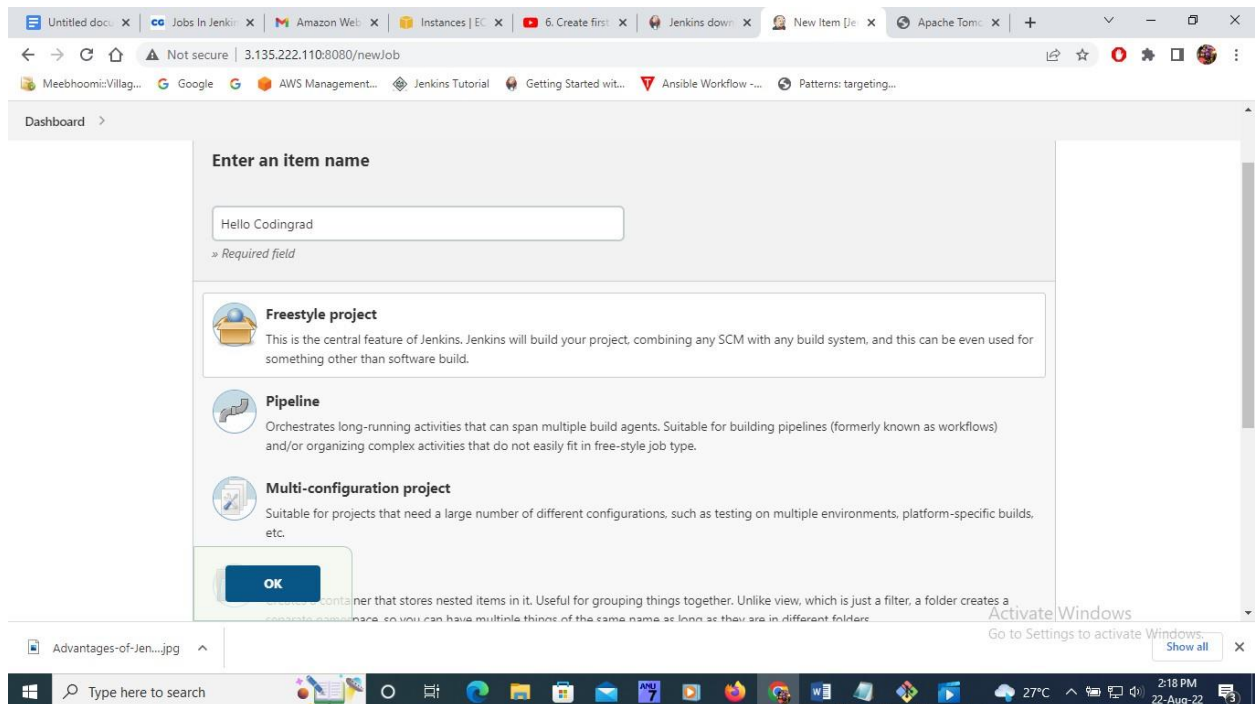 Untitled docu
Jobs In Jenkin
Amazon Web
Instances | EC
6. Create first
Jenkins down
New Item [Je
Apache Tomc
Not secure | 3.135.222.110:8080/newJob
Meebhoomi::Villag...
Google
AWS Management...
Jenkins Tutorial
Getting Started wit...
Ansible Workflow -...
Patterns: targeting...
Dashboard >
Enter an item name
Hello Codingrad
» Required field
Freestyle project
This is the central feature of Jenkins. Jenkins will build your project, combining any SCM with any build system, and this can be even used for
something other than software build.
Pipeline
Orchestrates long-running activities that can span multiple build agents. Suitable for building pipelines (formerly known as workflows)
and/or organizing complex activities that do not easily fit in free-style job type.
Multi-configuration project
Suitable for projects that need a large number of different configurations, such as testing on multiple environments, platform-specific builds,
etc.
OK
Creates a container that stores nested items in it. Useful for grouping things together. Unlike view, which is just a filter, a folder creates a
separate namespace, so you can have multiple things of the same name as long as they are in different folders.
Activate Windows
Go to Settings to activate Windows.
Advantages-of-Jen....jpg
Show all
Type here to search
27°C
2:18 PM
22-Aug-22